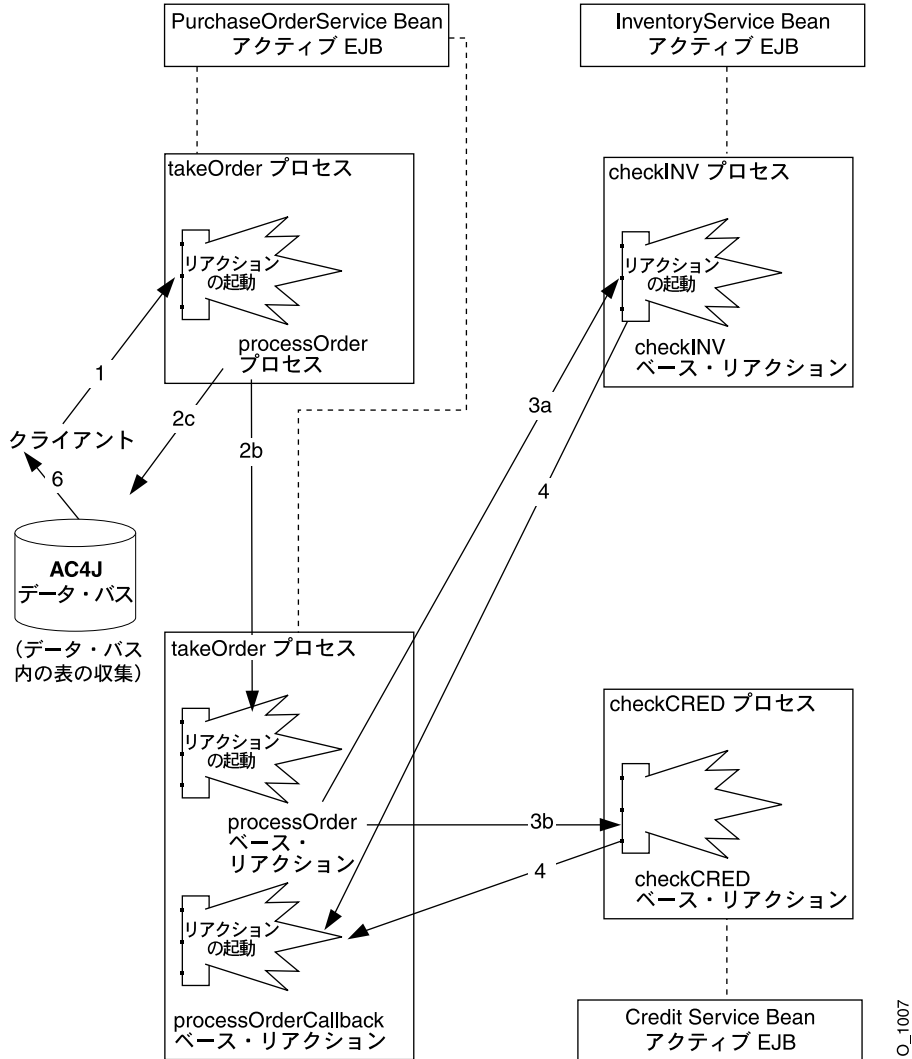 PurchaseOrderService Bean
アクティブ EJB
InventoryService Bean
アクティブ EJB
takeOrder プロセス
リアクション
の起動
processOrder
プロセス
checkINV プロセス
リアクション
の起動
checkINV
ベース・リアクション
1
2c
2b
3a
4
クライアント
6
AC4J
データ・バス
(データ・バス
内の表の収集)
takeOrder プロセス
リアクション
の起動
processOrder
ベース・
リアクション
リアクション
の起動
processOrderCallback
ベース・リアクション
3b
4
checkCRED プロセス
checkCRED
ベース・リアクション
Credit Service Bean
アクティブ EJB
O_1007